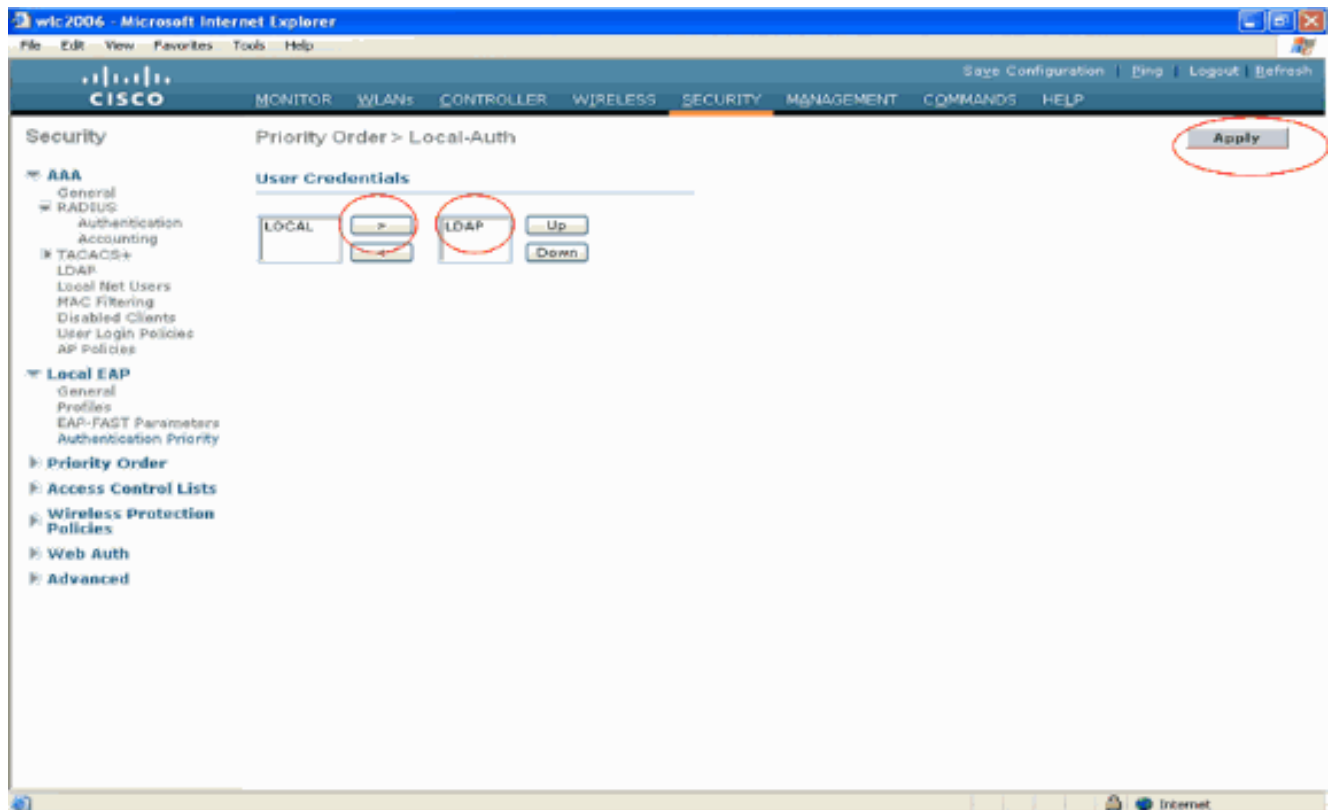 wlc2006 - Microsoft Internet Explorer
File Edit View Favorites Tools Help
Save Configuration | Ping | Logout | Refresh
CISCO
MONITOR WLANs CONTROLLER WIRELESS SECURITY MANAGEMENT COMMANDS HELP
Security
Priority Order > Local-Auth
Apply
AAA
General
RADIUS
Authentication
Accounting
TACACS+
LDAP
Local Net Users
MAC Filtering
Disabled Clients
User Login Policies
AP Policies
Local EAP
General
Profiles
EAP-FAST Parameters
Authentication Priority
Priority Order
Access Control Lists
Wireless Protection
Policies
Web Auth
Advanced
User Credentials
LOCAL > LDAP Up
< Down
Internet